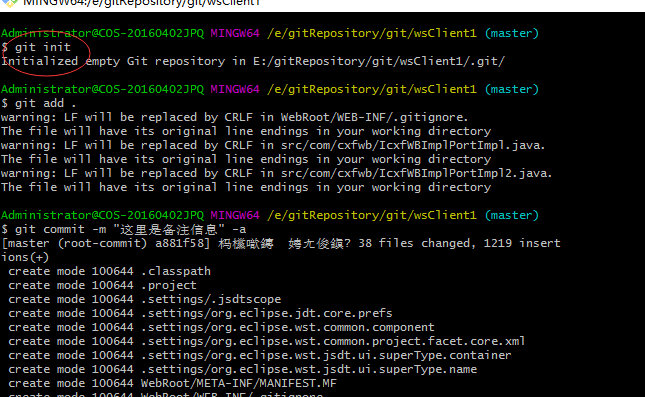 MINGW64:/e/gitRepository/git/wsClient1
Administrator@COS-20160402JPQ MINGW64 /e/gitRepository/git/wsClient1 (master)
$ git init
Initialized empty Git repository in E:/gitRepository/git/wsClient1/.git/
Administrator@COS-20160402JPQ MINGW64 /e/gitRepository/git/wsClient1 (master)
$ git add .
warning: LF will be replaced by CRLF in WebRoot/WEB-INF/.gitignore.
The file will have its original line endings in your working directory
warning: LF will be replaced by CRLF in src/com/cxfwb/IcxfWBImplPortImpl.java.
The file will have its original line endings in your working directory
warning: LF will be replaced by CRLF in src/com/cxfwb/IcxfWBImplPortImpl2.java.
The file will have its original line endings in your working directory
Administrator@COS-20160402JPQ MINGW64 /e/gitRepository/git/wsClient1 (master)
$ git commit -m "这里是备注信息" -a
[master (root-commit) a881f58] 38 files changed, 1219 insert
ions(+)
create mode 100644 .classpath
create mode 100644 .project
create mode 100644 .settings/.jsdtscope
create mode 100644 .settings/org.eclipse.jdt.core.prefs
create mode 100644 .settings/org.eclipse.wst.common.component
create mode 100644 .settings/org.eclipse.wst.common.project.facet.core.xml
create mode 100644 .settings/org.eclipse.wst.jsdt.ui.superType.container
create mode 100644 .settings/org.eclipse.wst.jsdt.ui.superType.name
create mode 100644 WebRoot/META-INF/MANIFEST.MF
create mode 100644 WebRoot/WEB-INF/.gitignore